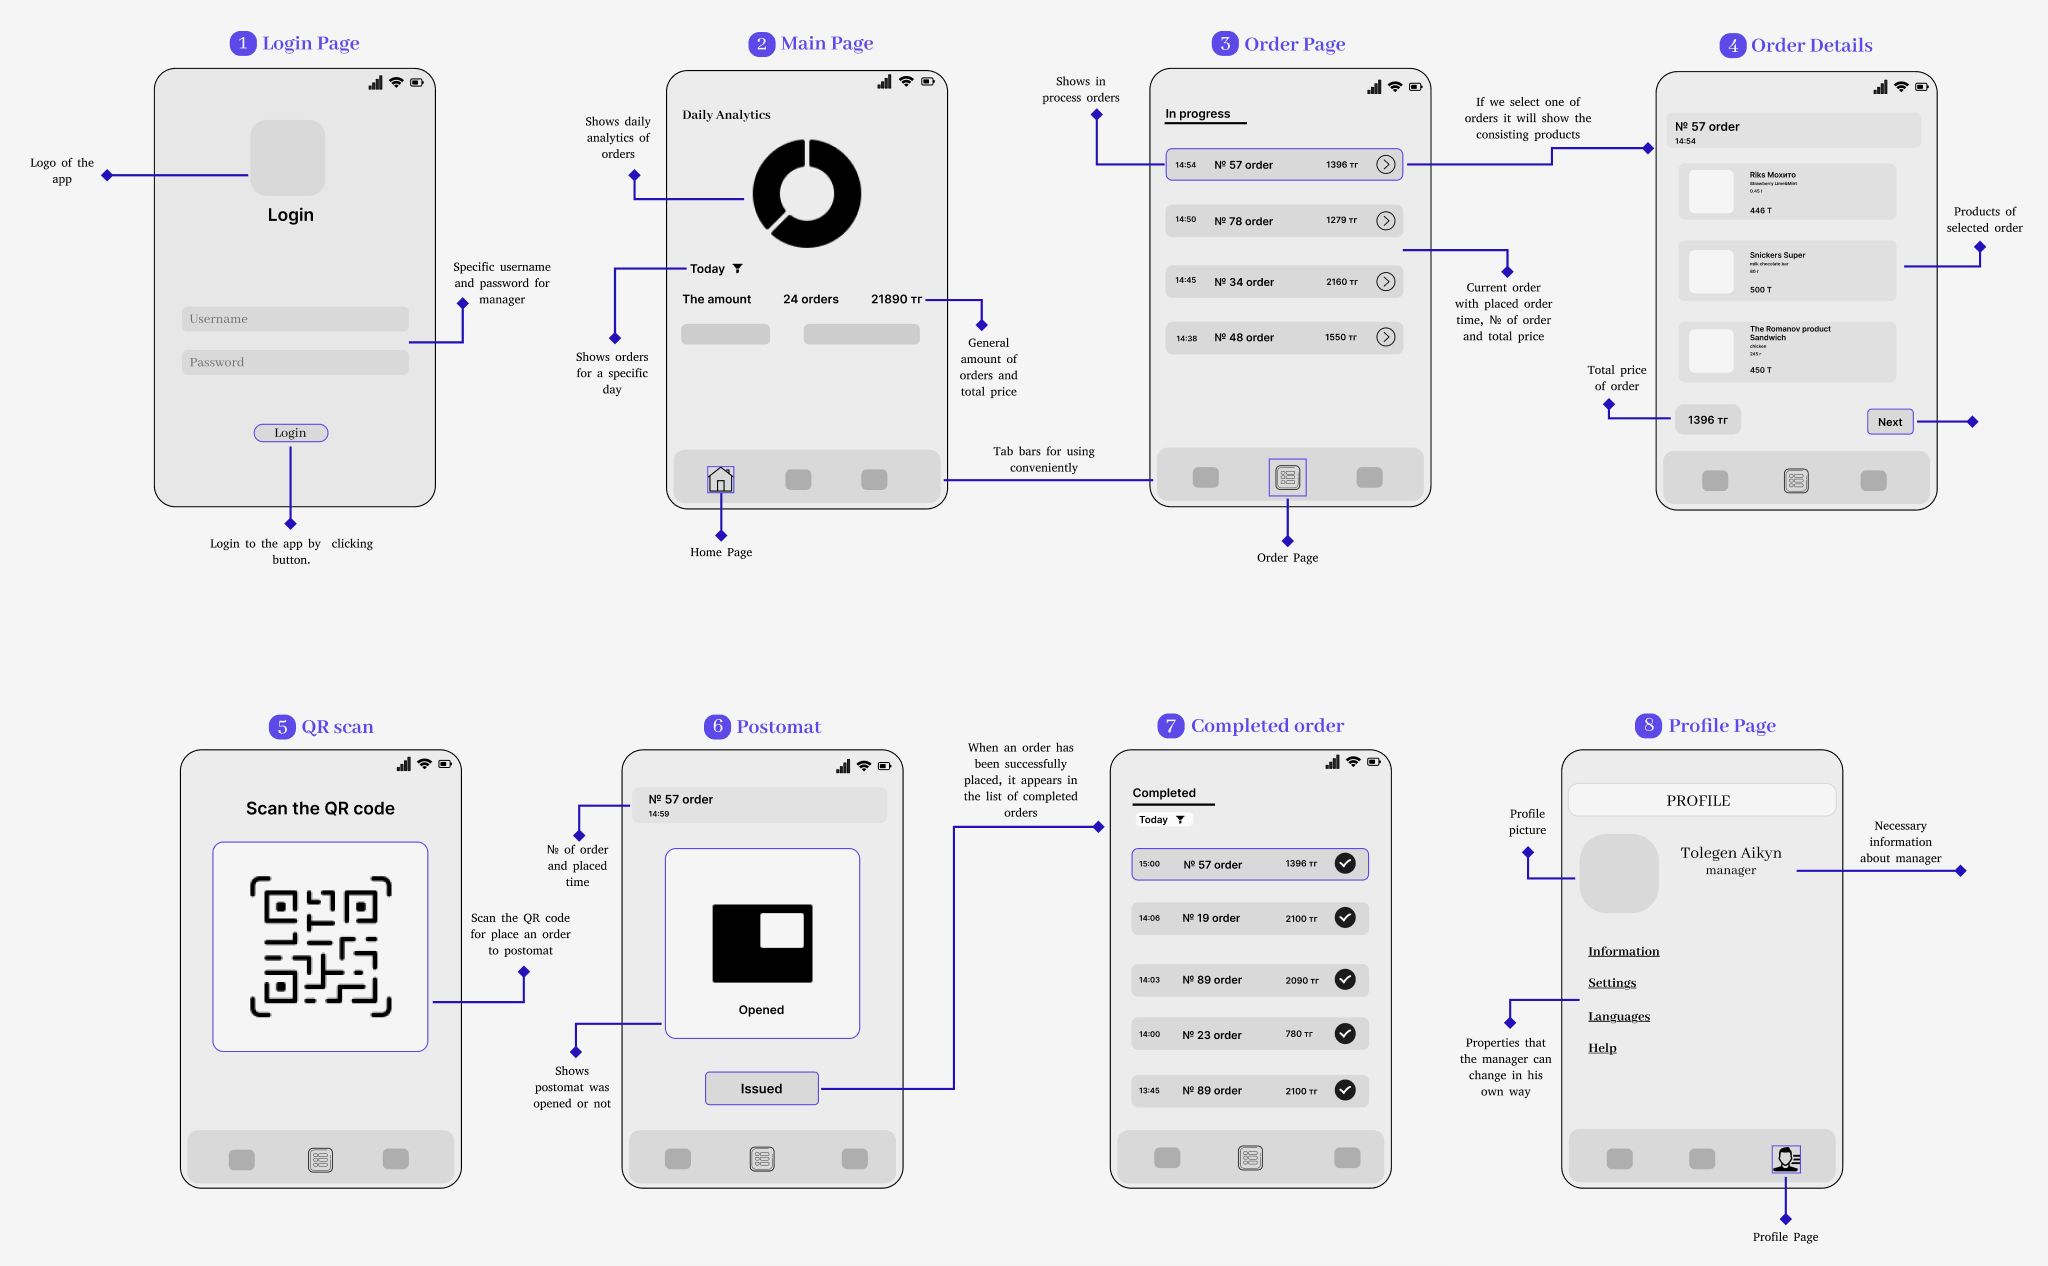 1 Login Page
Logo of the
app
Login
Specific username
and password for
manager
Username
Password
Login
Login to the app by clicking
button.
2 Main Page
Shows daily
analytics of
orders
Daily Analytics
Today
The amount
24 orders
21890 тг
Shows orders
for a specific
day
General
amount of
orders and
total price
Home Page
Tab bars for using
conveniently
3 Order Page
Shows in
process orders
In progress
14:54 № 57 order 1396 тг
14:50 № 78 order 1279 тг
14:45 № 34 order 2160 тг
14:38 № 48 order 1550 тг
If we select one of
orders it will show the
consisting products
Current order
with placed order
time, № of order
and total price
Order Page
4 Order Details
№ 57 order
14:54
Riks Мохито
Strawberry Lime&Mint
0.45 l
446 T
Snickers Super
milk chocolate bar
80 г
500 T
The Romanov product
Sandwich
chicken
245 г
450 T
Products of
selected order
Total price
of order
1396 тг
Next
5 QR scan
Scan the QR code
Scan the QR code
for place an order
to postomat
6 Postomat
№ 57 order
14:59
№ of order
and placed
time
Opened
Shows
postomat was
opened or not
Issued
When an order has
been successfully
placed, it appears in
the list of completed
orders
7 Completed order
Completed
Today
15:00 № 57 order 1396 тг
14:06 № 19 order 2100 тг
14:03 № 89 order 2090 тг
14:00 № 23 order 780 тг
13:45 № 89 order 2100 тг
8 Profile Page
PROFILE
Profile
picture
Tolegen Aikyn
manager
Necessary
information
about manager
Information
Settings
Languages
Help
Properties that
the manager can
change in his
own way
Profile Page